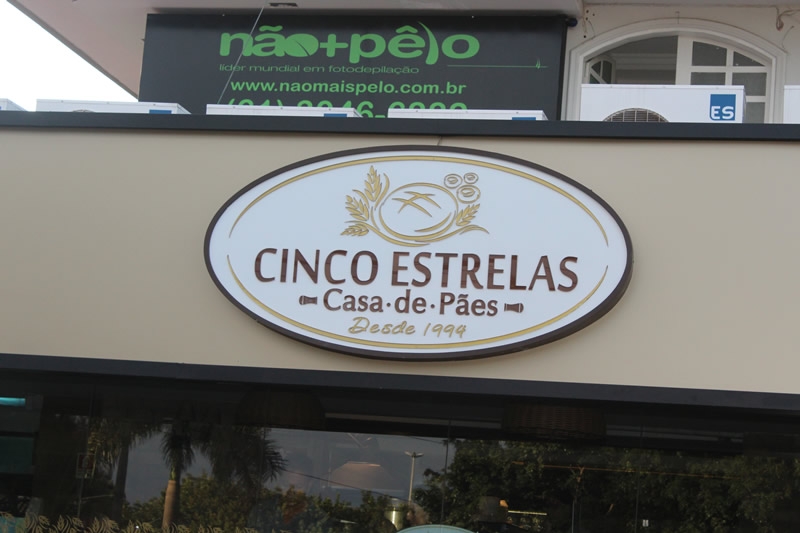 não+pêlo
líder mundial em fotodepilação
www.naomaispelo.com.br
ES
CINCO ESTRELAS
Casa·de·Pães
Desde 1994